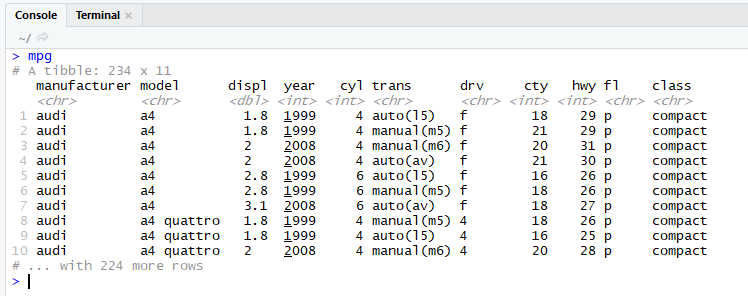 Console Terminal ×
~/
> mpg
# A tibble: 234 x 11
manufacturer model displ year cyl trans drv cty hwy fl class
<chr> <chr> <dbl> <int> <int> <chr> <chr> <int> <int> <chr> <chr>
1 audi a4 1.8 1999 4 auto(l5) f 18 29 p compact
2 audi a4 1.8 1999 4 manual(m5) f 21 29 p compact
3 audi a4 2 2008 4 manual(m6) f 20 31 p compact
4 audi a4 2 2008 4 auto(av) f 21 30 p compact
5 audi a4 2.8 1999 6 auto(l5) f 16 26 p compact
6 audi a4 2.8 1999 6 manual(m5) f 18 26 p compact
7 audi a4 3.1 2008 6 auto(av) f 18 27 p compact
8 audi a4 quattro 1.8 1999 4 manual(m5) 4 18 26 p compact
9 audi a4 quattro 1.8 1999 4 auto(l5) 4 16 25 p compact
10 audi a4 quattro 2 2008 4 manual(m6) 4 20 28 p compact
# ... with 224 more rows
>